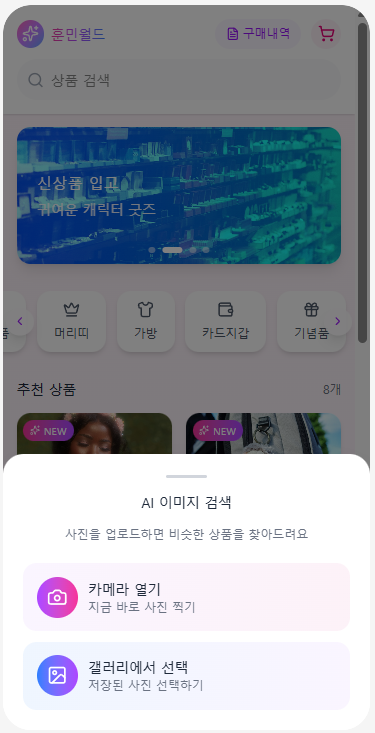 훈민월드
구매내역
상품 검색
신상품 입고
귀여운 캐릭터 굿즈
품
머리띠
가방
카드지갑
기념품
추천 상품
8개
NEW
NEW
AI 이미지 검색
사진을 업로드하면 비슷한 상품을 찾아드려요
카메라 열기
지금 바로 사진 찍기
갤러리에서 선택
저장된 사진 선택하기